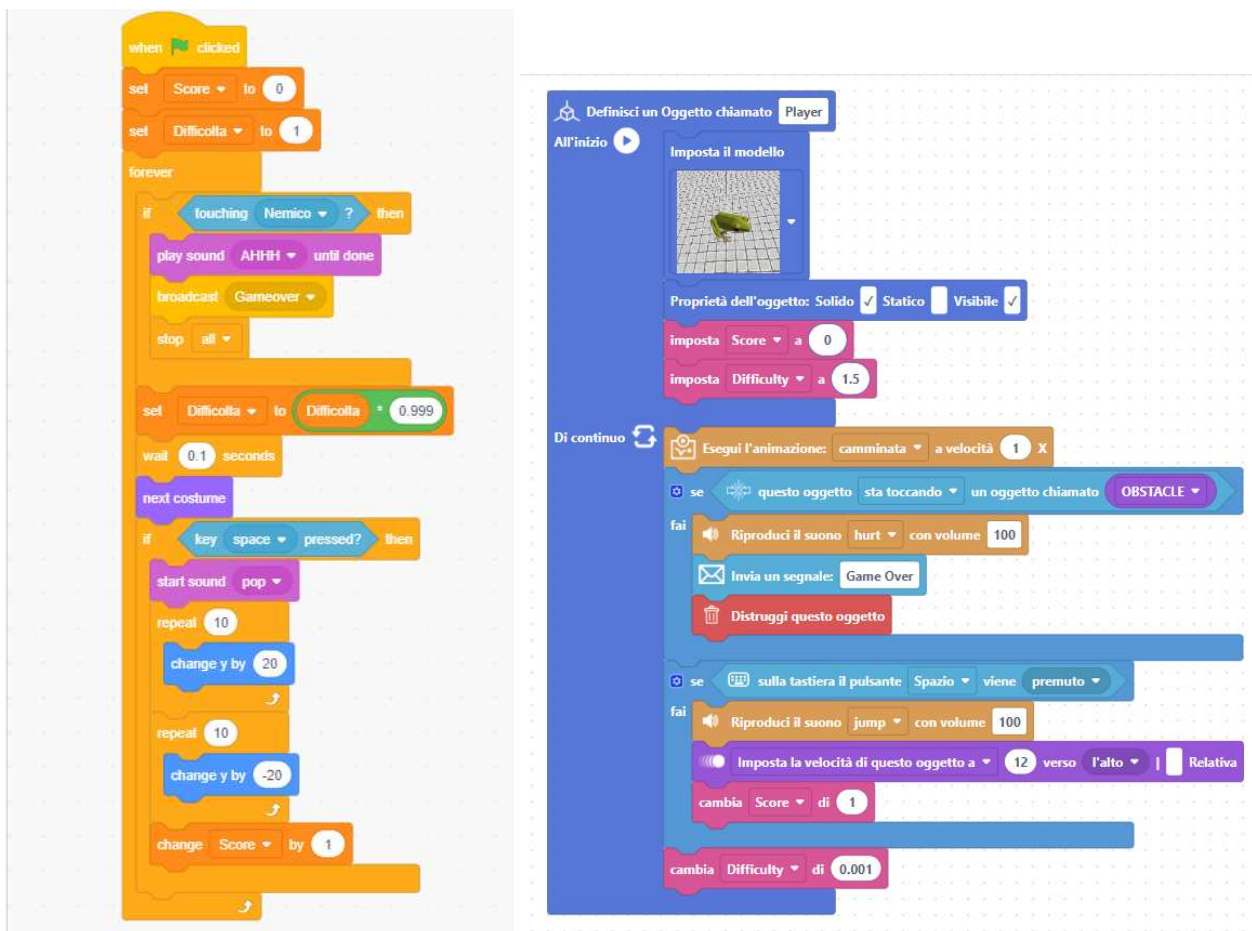 when clicked
set Score to 0
set Difficolta to 1
forever
if touching Nemico ? then
play sound AHHH until done
broadcast Gameover
stop all
set Difficolta to Difficolta * 0.999
wait 0.1 seconds
next costume
if key space pressed? then
start sound pop
repeat 10
change y by 20
repeat 10
change y by -20
change Score by 1
Definisci un Oggetto chiamato Player
All'inizio
Imposta il modello
Proprietà dell'oggetto: Solido ✓ Statico Visibile ✓
imposta Score a 0
imposta Difficulty a 1.5
Di continuo
Esegui l'animazione: camminata a velocità 1 X
se questo oggetto sta toccando un oggetto chiamato OBSTACLE
fai
Riproduci il suono hurt con volume 100
Invia un segnale: Game Over
Distruggi questo oggetto
se sulla tastiera il pulsante Spazio viene premuto
fai
Riproduci il suono jump con volume 100
Imposta la velocità di questo oggetto a 12 verso l'alto | Relativa
cambia Score di 1
cambia Difficulty di 0.001